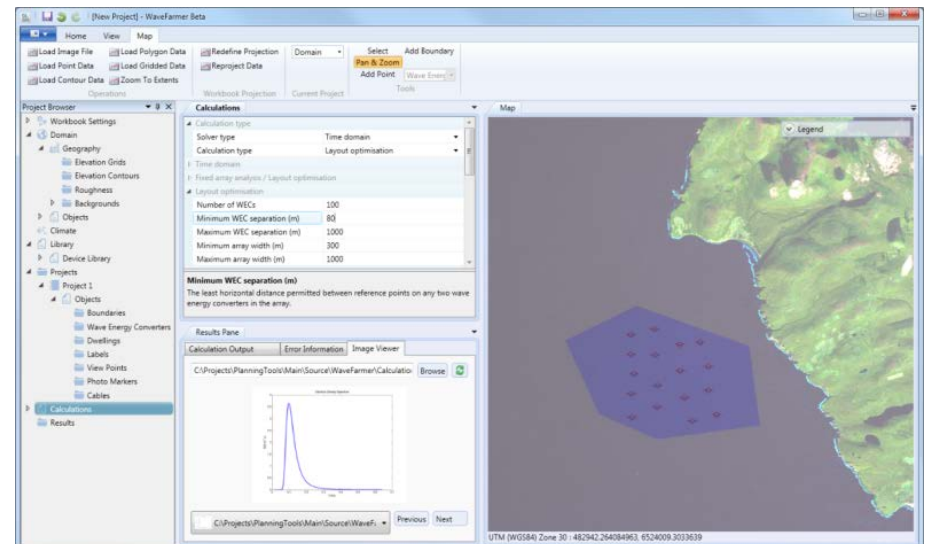 [New Project] - WaveFarmer Beta
Home View Map
Load Image File Load Polygon Data Redefine Projection Domain Select Add Boundary
Load Point Data Load Gridded Data Reproject Data Pan & Zoom
Load Contour Data Zoom To Extents Add Point Wave Energ
Operations Workbook Projection Current Project Tools
Project Browser
Workbook Settings
Domain
Geography
Elevation Grids
Elevation Contours
Roughness
Backgrounds
Objects
Climate
Library
Device Library
Projects
Project 1
Objects
Boundaries
Wave Energy Converters
Dwellings
Labels
View Points
Photo Markers
Cables
Calculations
Results
Calculations
Calculation type
Solver type Time domain
Calculation type Layout optimisation
Time domain
Fixed array analysis / Layout optimisation
Layout optimisation
Number of WECs 100
Minimum WEC separation (m) 80
Maximum WEC separation (m) 1000
Minimum array width (m) 300
Maximum array width (m) 1000
Minimum WEC separation (m)
The least horizontal distance permitted between reference points on any two wave
energy converters in the array.
Results Pane
Calculation Output Error Information Image Viewer
C:\Projects\PlanningTools\Main\Source\WaveFarmer\Calculatio Browse
C:\Projects\PlanningTools\Main\Source\WaveF Previous Next
Map
Legend
UTM (WGS84) Zone 30 : 482942.264084963, 6524009.3033639